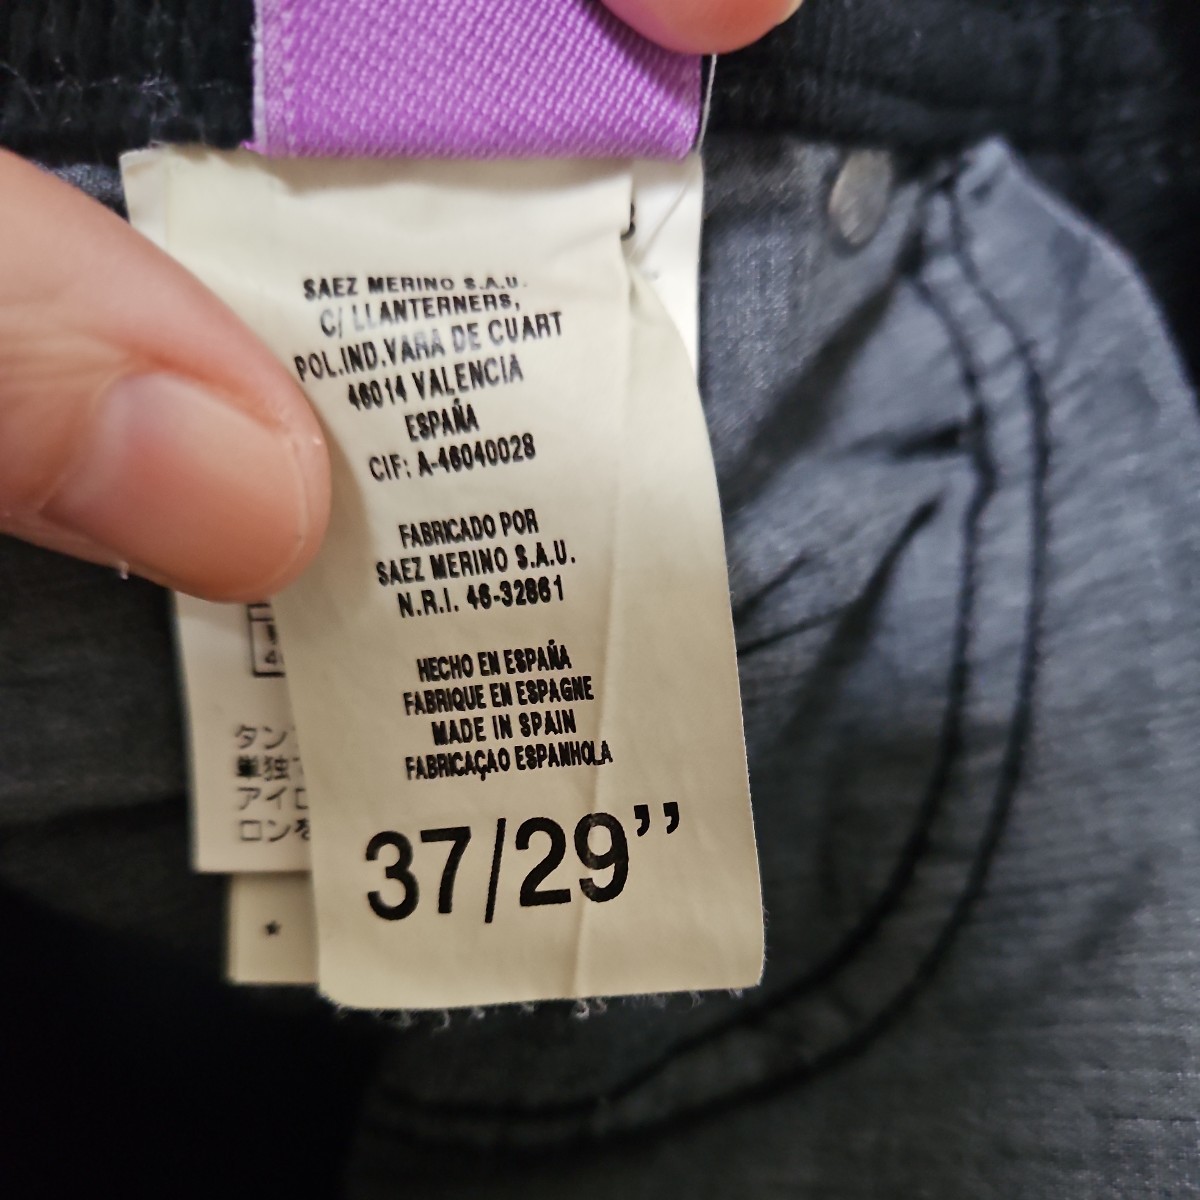 SAEZ MERINO S.A.U.
C/ LLANTERNERS,
POL.IND.VARA DE CUART
46014 VALENCIA
ESPAÑA
CIF: A-46040028
FABRICADO POR
SAEZ MERINO S.A.U.
N.R.I. 46-32861
HECHO EN ESPAÑA
FABRIQUE EN ESPAGNE
MADE IN SPAIN
FABRICAÇAO ESPANHOLA
37/29’’
タン
単独
アイロ
ロンを